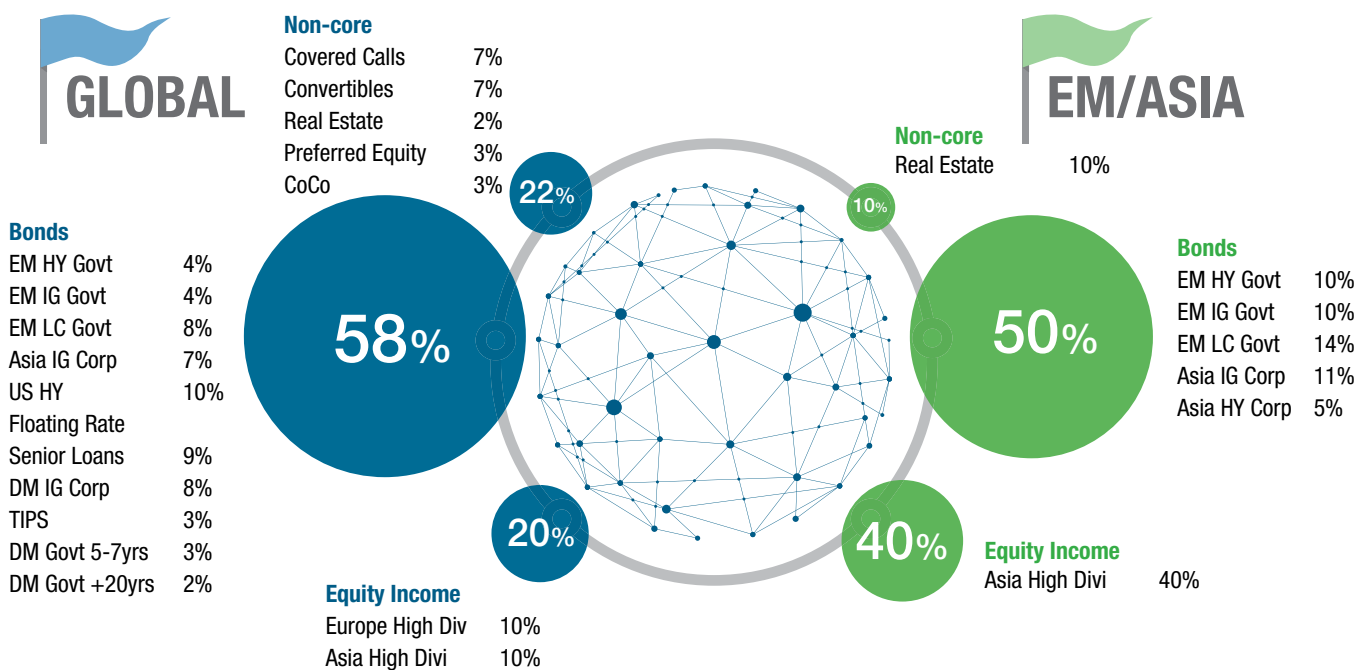 GLOBAL
Non-core
Covered Calls 7%
Convertibles 7%
Real Estate 2%
Preferred Equity 3%
CoCo 3%
22%
Bonds
EM HY Govt 4%
EM IG Govt 4%
EM LC Govt 8%
Asia IG Corp 7%
US HY 10%
Floating Rate
Senior Loans 9%
DM IG Corp 8%
TIPS 3%
DM Govt 5-7yrs 3%
DM Govt +20yrs 2%
58%
20%
Equity Income
Europe High Div 10%
Asia High Divi 10%
EM/ASIA
Non-core
Real Estate 10%
10%
50%
Bonds
EM HY Govt 10%
EM IG Govt 10%
EM LC Govt 14%
Asia IG Corp 11%
Asia HY Corp 5%
40%
Equity Income
Asia High Divi 40%